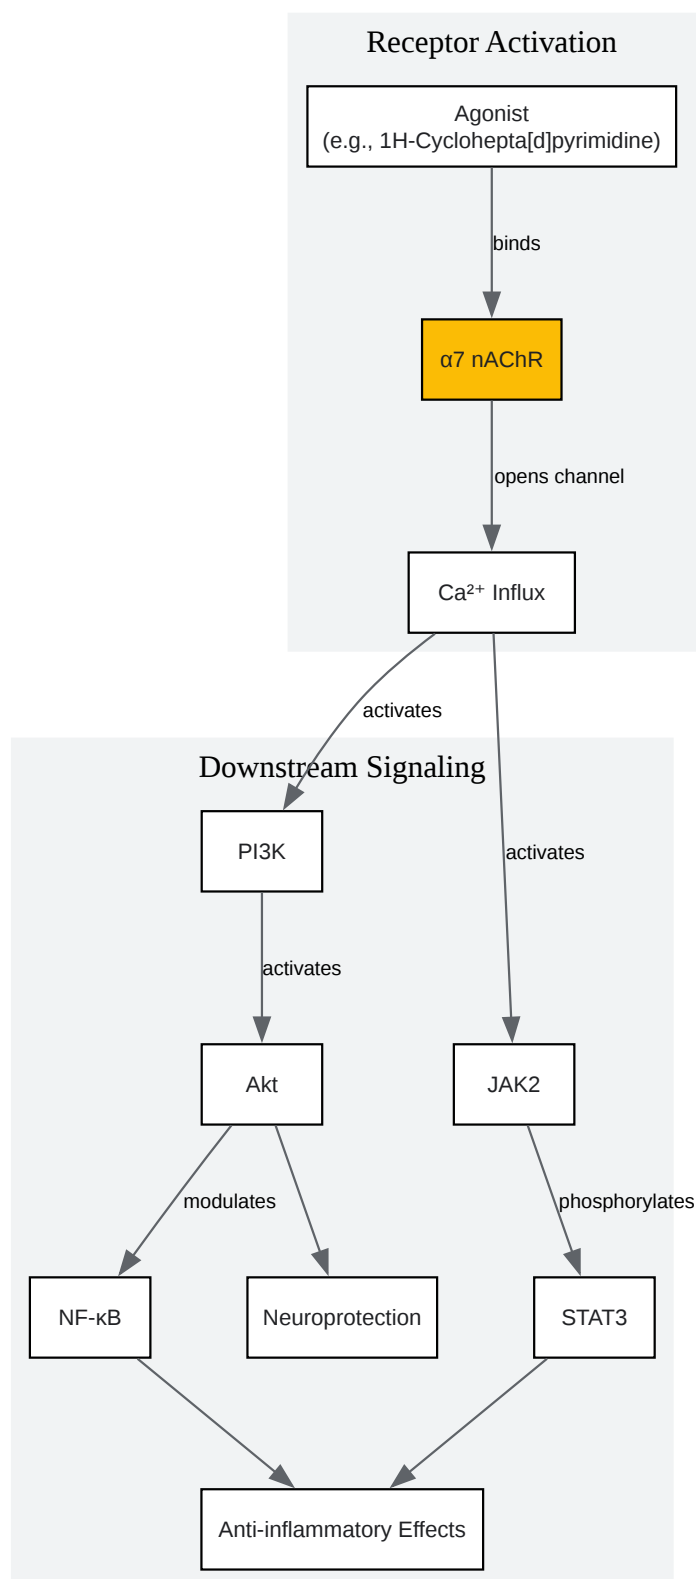 Receptor Activation
Agonist
(e.g., 1H-Cyclohepta[d]pyrimidine)
binds
α7 nAChR
opens channel
Ca²⁺ Influx
activates
Downstream Signaling
PI3K
activates
activates
Akt
JAK2
modulates
phosphorylates
NF-κB
Neuroprotection
STAT3
Anti-inflammatory Effects